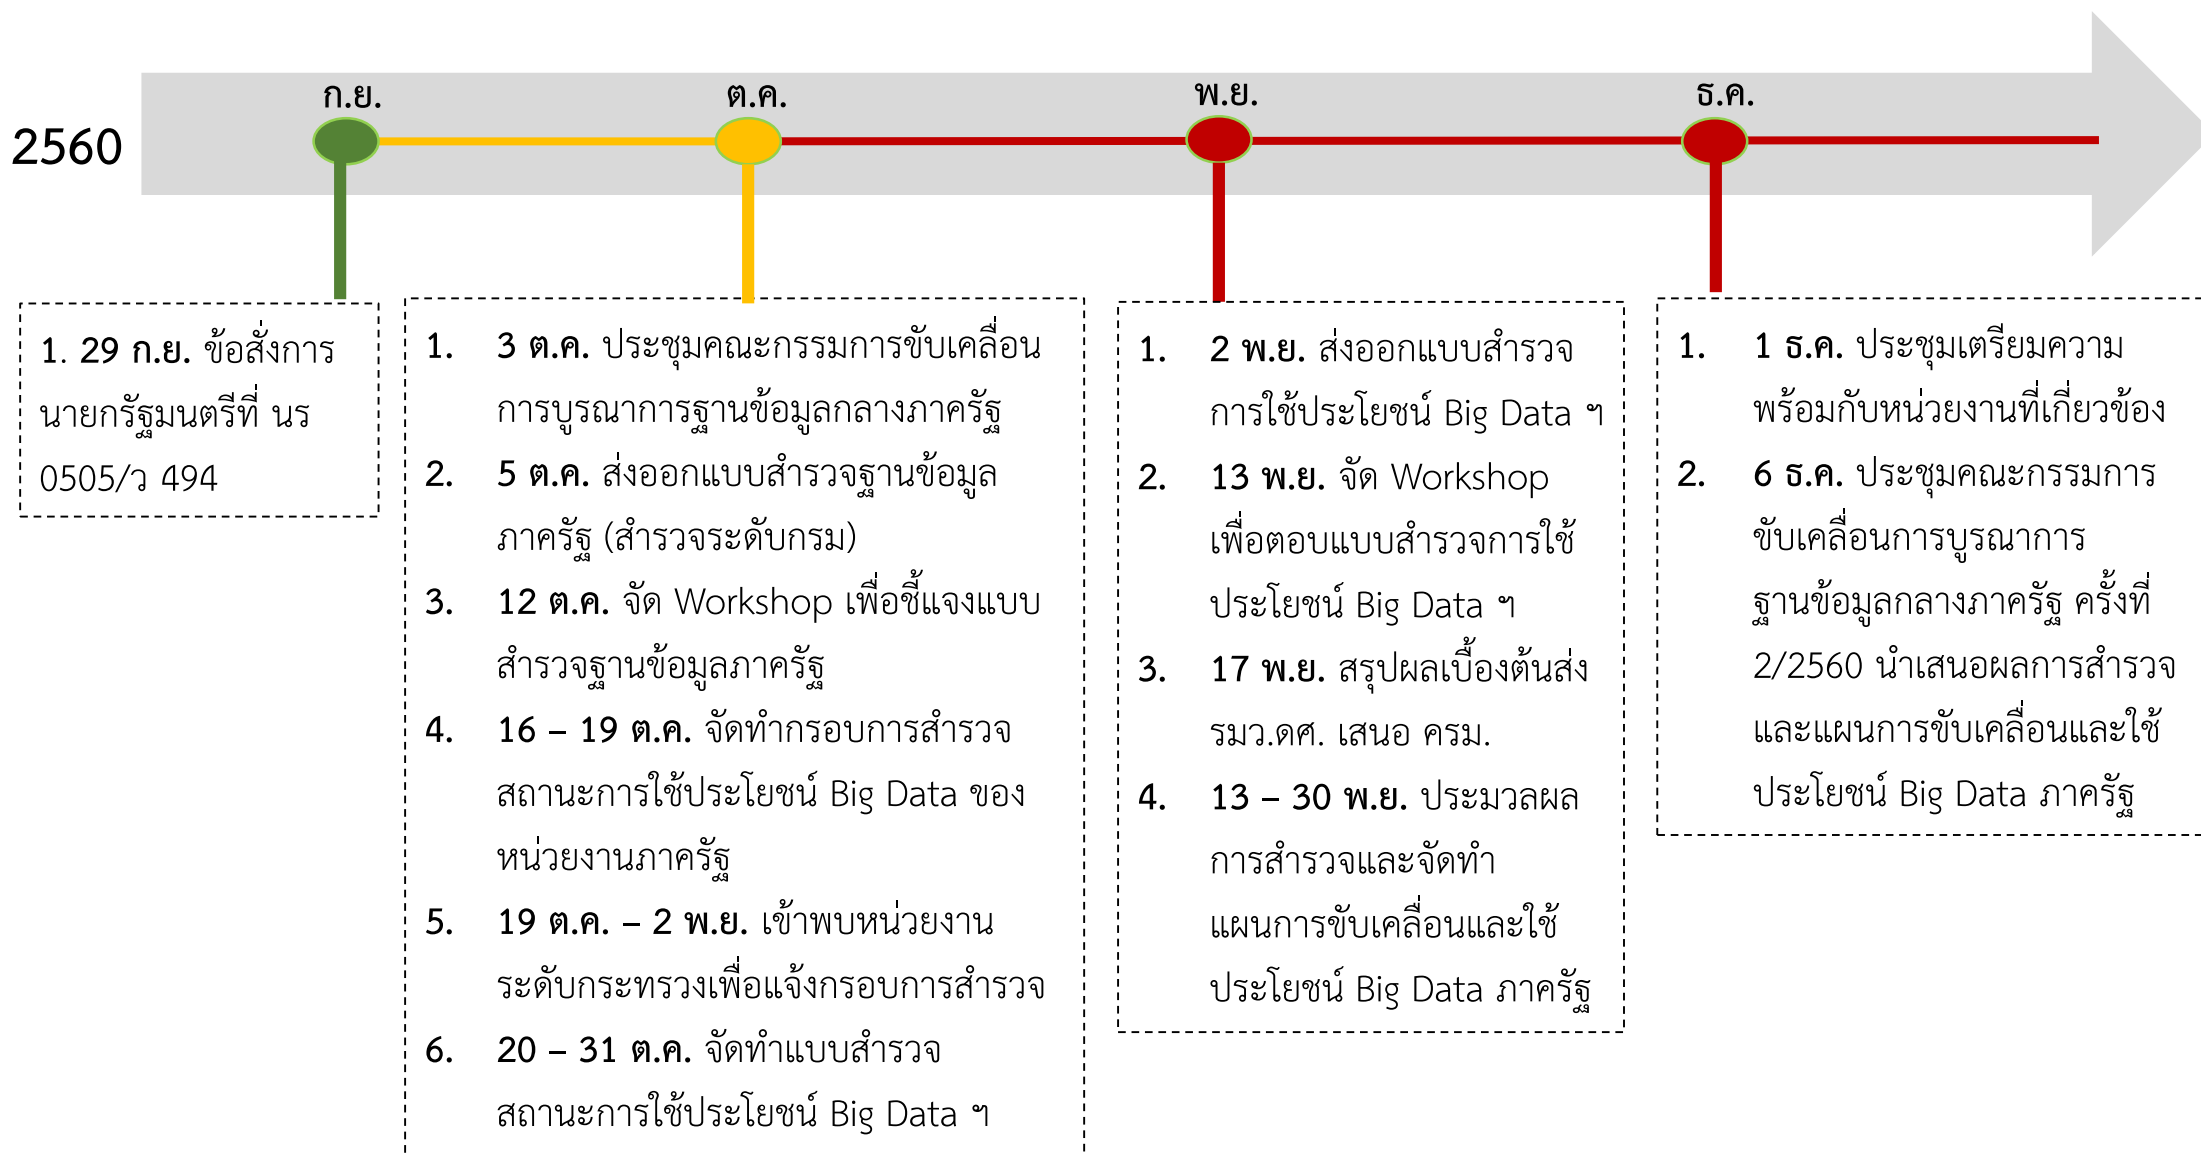 2560
ก.ย.
ต.ค.
พ.ย.
ธ.ค.
1. 29 ก.ย. ข้อสั่งการ
นายกรัฐมนตรีที่ นร
0505/ว 494
1. 3 ต.ค. ประชุมคณะกรรมการขับเคลื่อน
การบูรณาการฐานข้อมูลกลางภาครัฐ
2. 5 ต.ค. ส่งออกแบบสำรวจฐานข้อมูล
ภาครัฐ (สำรวจระดับกรม)
3. 12 ต.ค. จัด Workshop เพื่อชี้แจงแบบ
สำรวจฐานข้อมูลภาครัฐ
4. 16 – 19 ต.ค. จัดทำกรอบการสำรวจ
สถานะการใช้ประโยชน์ Big Data ของ
หน่วยงานภาครัฐ
5. 19 ต.ค. – 2 พ.ย. เข้าพบหน่วยงาน
ระดับกระทรวงเพื่อแจ้งกรอบการสำรวจ
6. 20 – 31 ต.ค. จัดทำแบบสำรวจ
สถานะการใช้ประโยชน์ Big Data ฯ
1. 2 พ.ย. ส่งออกแบบสำรวจ
การใช้ประโยชน์ Big Data ฯ
2. 13 พ.ย. จัด Workshop
เพื่อตอบแบบสำรวจการใช้
ประโยชน์ Big Data ฯ
3. 17 พ.ย. สรุปผลเบื้องต้นส่ง
รมว.ดศ. เสนอ ครม.
4. 13 – 30 พ.ย. ประมวลผล
การสำรวจและจัดทำ
แผนการขับเคลื่อนและใช้
ประโยชน์ Big Data ภาครัฐ
1. 1 ธ.ค. ประชุมเตรียมความ
พร้อมกับหน่วยงานที่เกี่ยวข้อง
2. 6 ธ.ค. ประชุมคณะกรรมการ
ขับเคลื่อนการบูรณาการ
ฐานข้อมูลกลางภาครัฐ ครั้งที่
2/2560 นำเสนอผลการสำรวจ
และแผนการขับเคลื่อนและใช้
ประโยชน์ Big Data ภาครัฐ